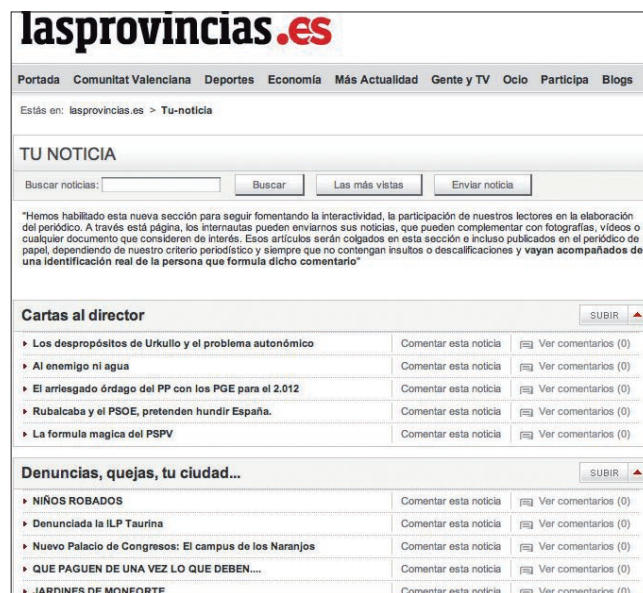 lasprovincias.es
Portada Comunitat Valenciana Deportes Economía Más Actualidad Gente y TV Ocio Participa Blogs
Estás en: lasprovincias.es > Tu-noticia
TU NOTICIA
Buscar noticias: Buscar Las más vistas Enviar noticia
"Hemos habilitado esta nueva sección para seguir fomentando la interactividad, la participación de nuestros lectores en la elaboración
del periódico. A través está página, los internautas pueden enviarnos sus noticias, que pueden complementar con fotografías, vídeos o
cualquier documento que consideren de interés. Esos artículos serán colgados en esta sección e incluso publicados en el periódico de
papel, dependiendo de nuestro criterio periodístico y siempre que no contengan insultos o descalificaciones y vayan acompañados de
una identificación real de la persona que formula dicho comentario"
Cartas al director SUBIR
Los despropósitos de Urkullo y el problema autonómico Comentar esta noticia Ver comentarios (0)
Al enemigo ni agua Comentar esta noticia Ver comentarios (0)
El arriesgado órdago del PP con los PGE para el 2.012 Comentar esta noticia Ver comentarios (0)
Rubalcaba y el PSOE, pretenden hundir España. Comentar esta noticia Ver comentarios (0)
La formula magica del PSPV Comentar esta noticia Ver comentarios (0)
Denuncias, quejas, tu ciudad... SUBIR
NIÑOS ROBADOS Comentar esta noticia Ver comentarios (0)
Denunciada la ILP Taurina Comentar esta noticia Ver comentarios (0)
Nuevo Palacio de Congresos: El campus de los Naranjos Comentar esta noticia Ver comentarios (0)
QUE PAGUEN DE UNA VEZ LO QUE DEBEN.... Comentar esta noticia Ver comentarios (0)
JARDINES DE MONFORTE Comentar esta noticia Ver comentarios (0)